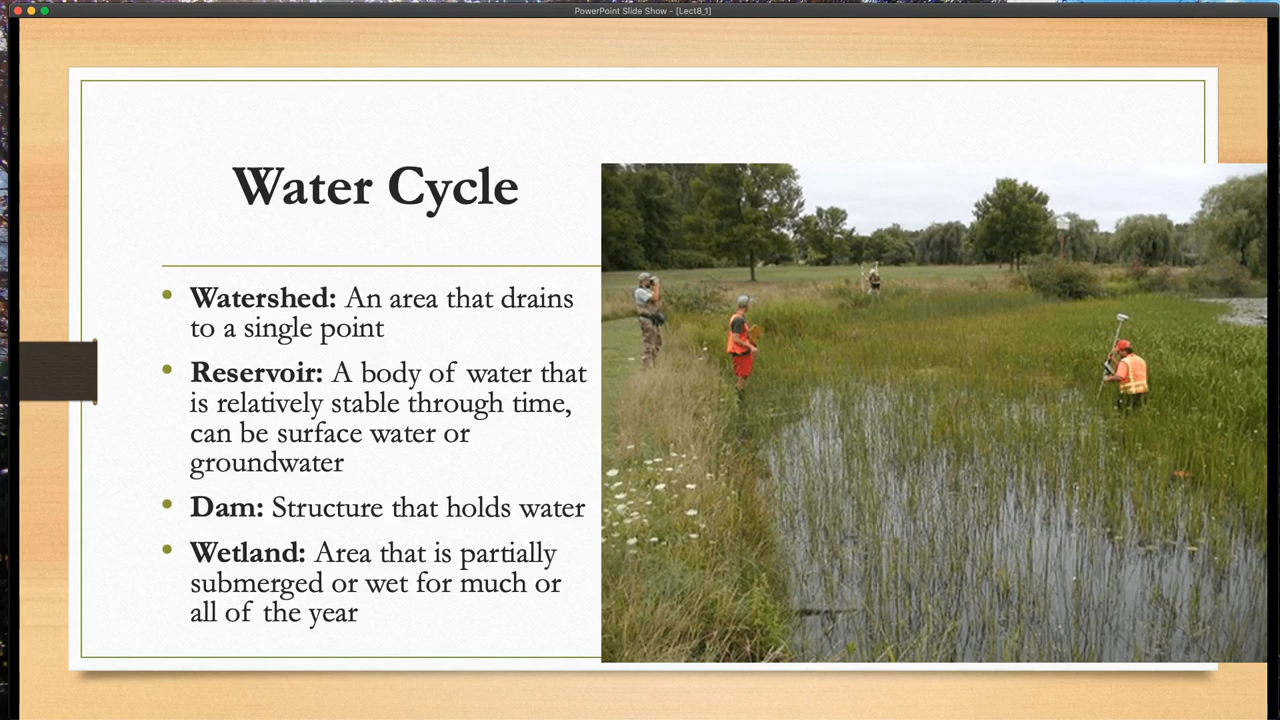 PowerPoint Slide Show - [Lect8_1]
Water Cycle
• Watershed: An area that drains
to a single point
• Reservoir: A body of water that
is relatively stable through time,
can be surface water or
groundwater
• Dam: Structure that holds water
• Wetland: Area that is partially
submerged or wet for much or
all of the year